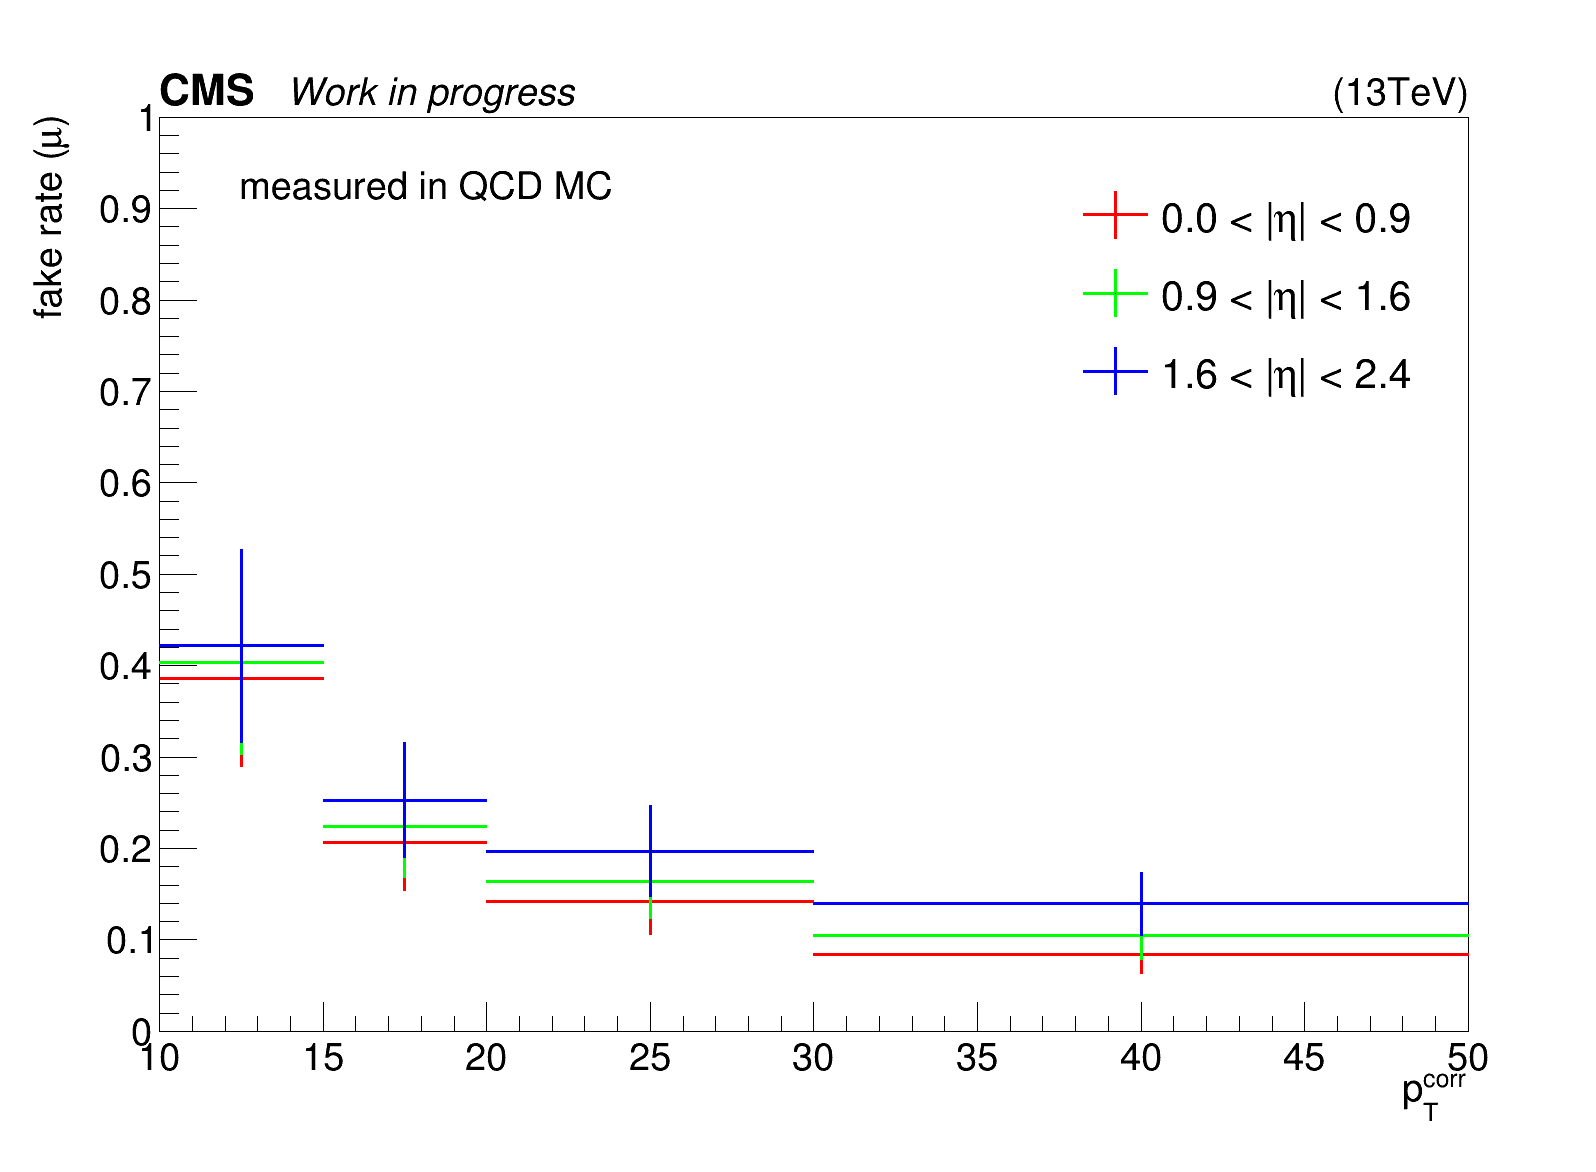 CMS Work in progress (13TeV)
fake rate (μ)
measured in QCD MC
0.0 < |η| < 0.9
0.9 < |η| < 1.6
1.6 < |η| < 2.4
1
0.9
0.8
0.7
0.6
0.5
0.4
0.3
0.2
0.1
0
10 15 20 25 30 35 40 45 50
p_T^corr